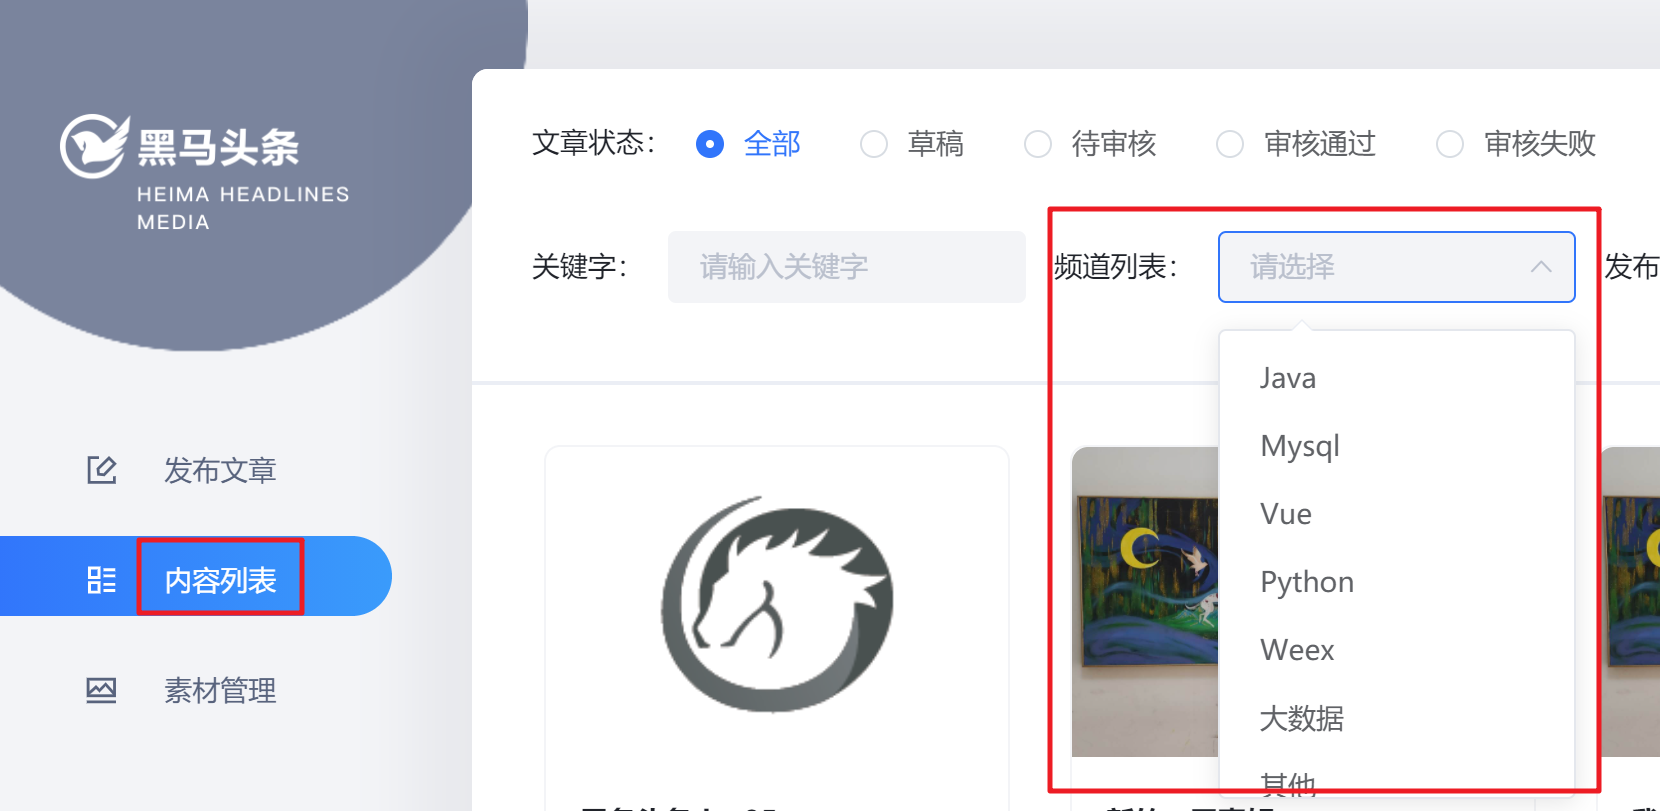 黑马头条
HEIMA HEADLINES
MEDIA
发布文章
内容列表
素材管理
文章状态： 全部 草稿 待审核 审核通过 审核失败
关键字： 请输入关键字 频道列表： 请选择 发布
Java
Mysql
Vue
Python
Weex
大数据
其他